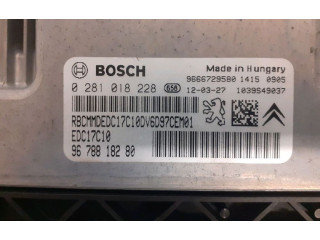 BOSCH
Made in Hungary
9666729580 1415 0905
0 281 018 228 656 12-03-27 1039S49037
RBCMMDEDC17C10DV6D97CEM01
EDC17C10
96 788 182 80